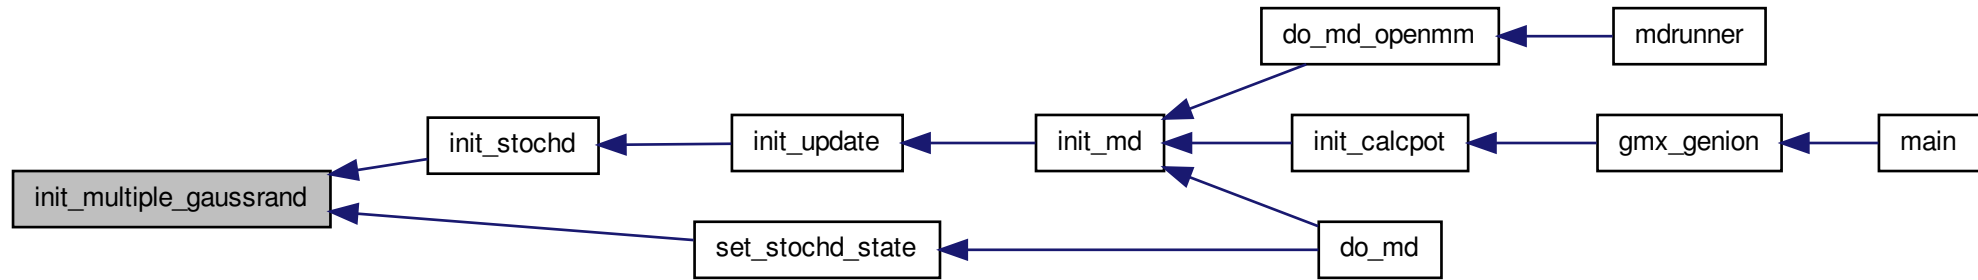 do_md_openmm
mdrunner
init_stochd
init_update
init_md
init_calcpot
gmx_genion
main
init_multiple_gaussrand
set_stochd_state
do_md